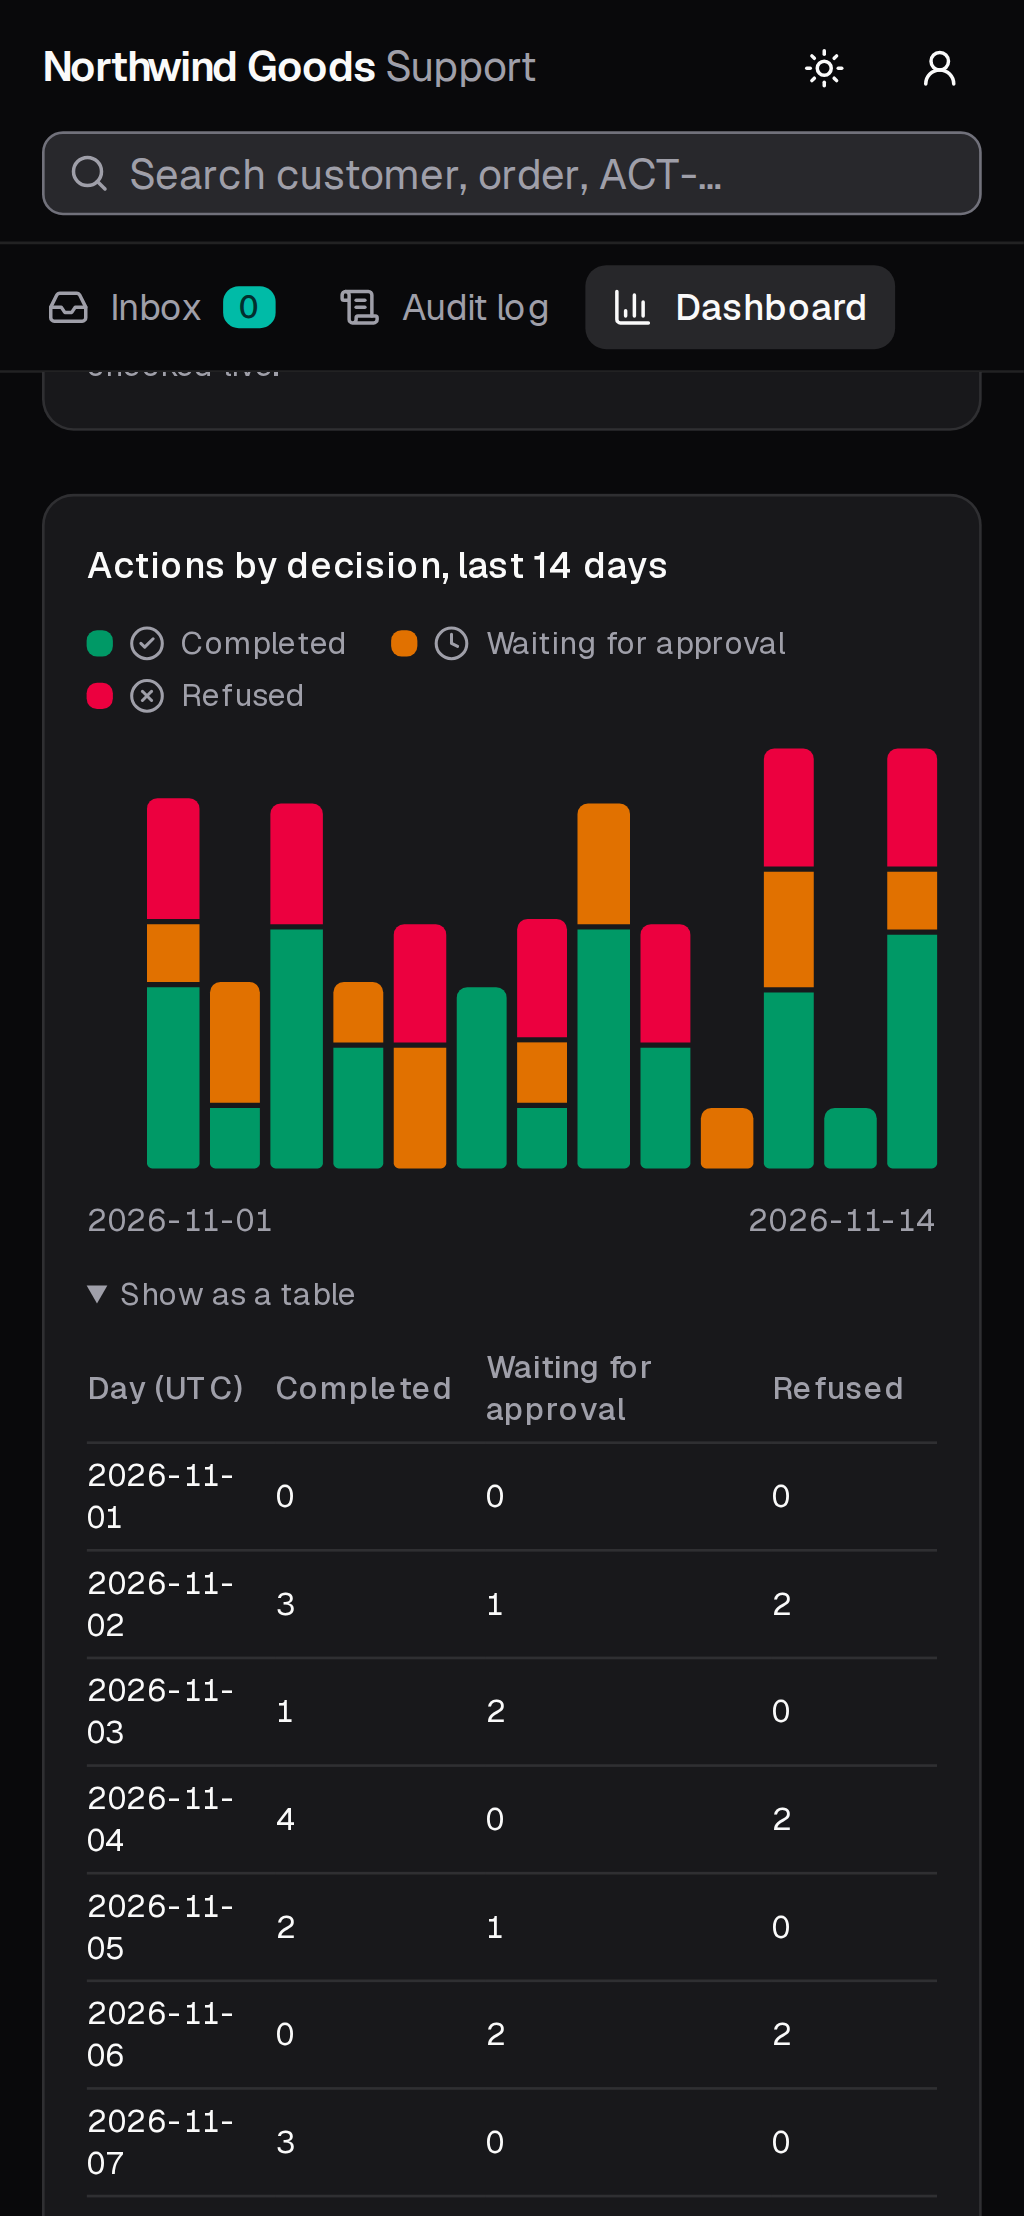 Northwind Goods Support
Search customer, order, ACT-...
Inbox 0 Audit log Dashboard
checked live.
Actions by decision, last 14 days
Completed Waiting for approval
Refused
2026-11-01 2026-11-14
▼ Show as a table
Day (UTC) Completed Waiting for approval Refused
2026-11-01 0 0 0
2026-11-02 3 1 2
2026-11-03 1 2 0
2026-11-04 4 0 2
2026-11-05 2 1 0
2026-11-06 0 2 2
2026-11-07 3 0 0